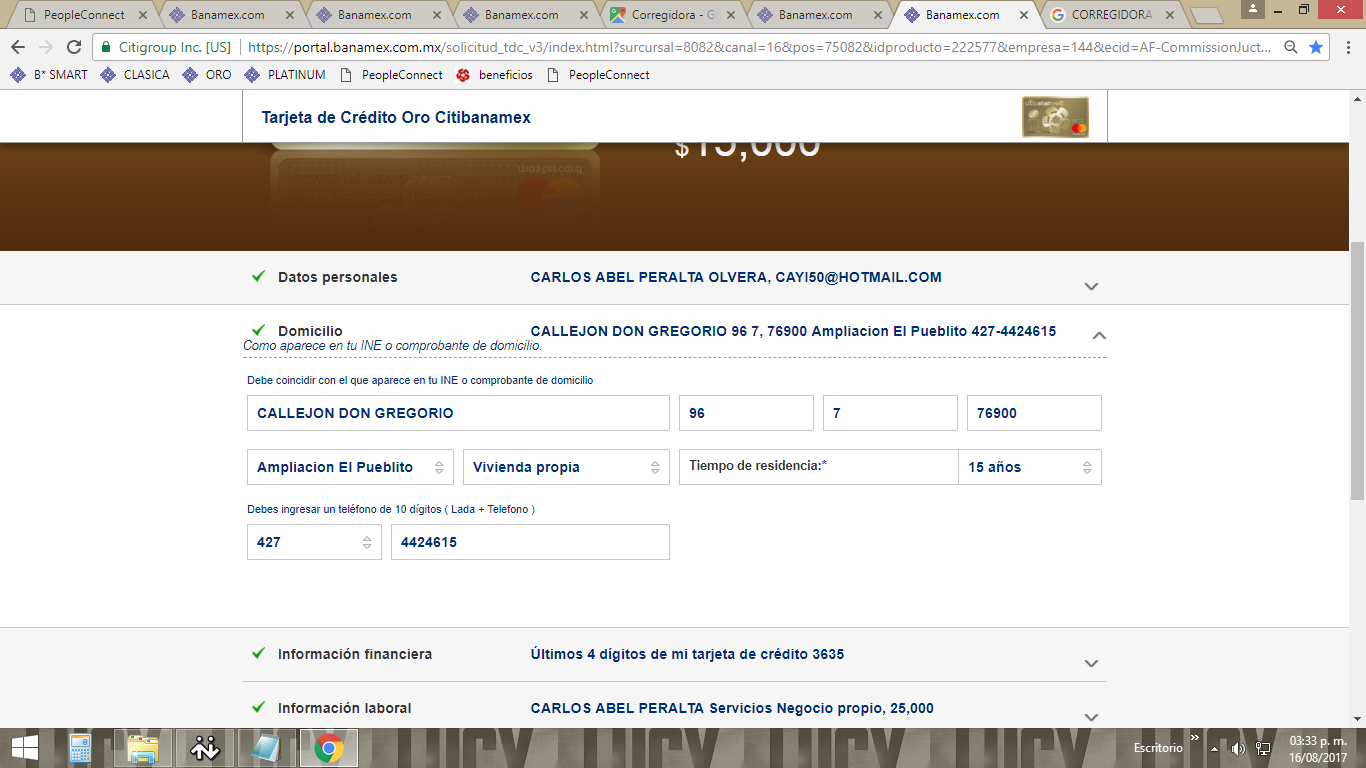 PeopleConnect Banamex.com Banamex.com Banamex.com Corregidora - G Banamex.com Banamex.com CORREGIDORA
Citigroup Inc. [US] https://portal.banamex.com.mx/solicitud_tdc_v3/index.html?surcursal=8082&canal=16&pos=75082&idproducto=222577&empresa=144&ecid=AF-CommissionJuct...
B* SMART CLASICA ORO PLATINUM PeopleConnect beneficios PeopleConnect
Tarjeta de Crédito Oro Citibanamex
$15,000
Datos personales CARLOS ABEL PERALTA OLVERA, CAYI50@HOTMAIL.COM
Domicilio CALLEJON DON GREGORIO 96 7, 76900 Ampliacion El Pueblito 427-4424615
Como aparece en tu INE o comprobante de domicilio.
Debe coincidir con el que aparece en tu INE o comprobante de domicilio
CALLEJON DON GREGORIO 96 7 76900
Ampliacion El Pueblito Vivienda propia Tiempo de residencia:* 15 años
Debes ingresar un teléfono de 10 dígitos ( Lada + Telefono )
427 4424615
Información financiera Últimos 4 dígitos de mi tarjeta de crédito 3635
Información laboral CARLOS ABEL PERALTA Servicios Negocio propio, 25,000
Escritorio 03:33 p. m.
16/08/2017